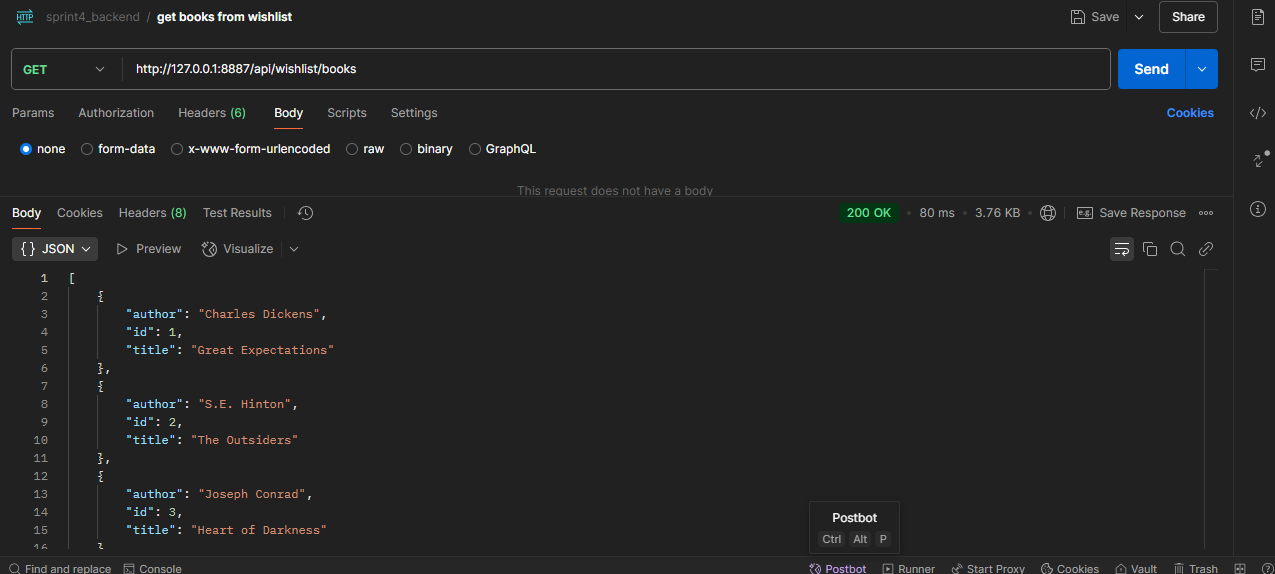 HTTP sprint4_backend / get books from wishlist Save Share
GET http://127.0.0.1:8887/api/wishlist/books Send
Params Authorization Headers (6) Body Scripts Settings Cookies
none form-data x-www-form-urlencoded raw binary GraphQL
This request does not have a body
Body Cookies Headers (8) Test Results 200 OK • 80 ms • 3.76 KB • e.g. Save Response
{} JSON Preview Visualize
1 [
2 {
3 "author": "Charles Dickens",
4 "id": 1,
5 "title": "Great Expectations"
6 },
7 {
8 "author": "S.E. Hinton",
9 "id": 2,
10 "title": "The Outsiders"
11 },
12 {
13 "author": "Joseph Conrad",
14 "id": 3,
15 "title": "Heart of Darkness"
16 }
Postbot
Ctrl Alt P
Find and replace Console Postbot Runner Start Proxy Cookies Vault Trash